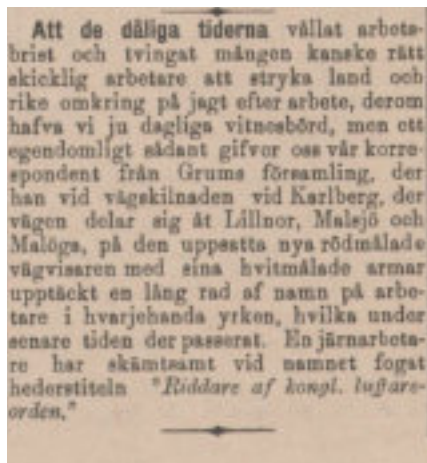 Att de dåliga tiderna vållat arbets-
brist och tvingat mången kanske rätt
skicklig arbetare att stryka land och
rike omkring på jagt efter arbete, derom
hafva vi ju dagliga vitnesbörd, men ett
egendomligt sådant gifver oss vår korre-
spondent från Grums församling, der
han vid vägskilnaden vid Karlberg, der
vägen delar sig åt Lillnor, Malsjö och
Malöga, på den uppsatta nya rödmålade
vägvisaren med sina hvitmålade armar
upptäckt en lång rad af namn på arbe-
tare i hvarjehanda yrken, hvilka under
senare tiden der passerat. En järnarbeta-
re har skämtsamt vid namnet fogat
hederstiteln "Riddare af kongl. luffare-
orden."